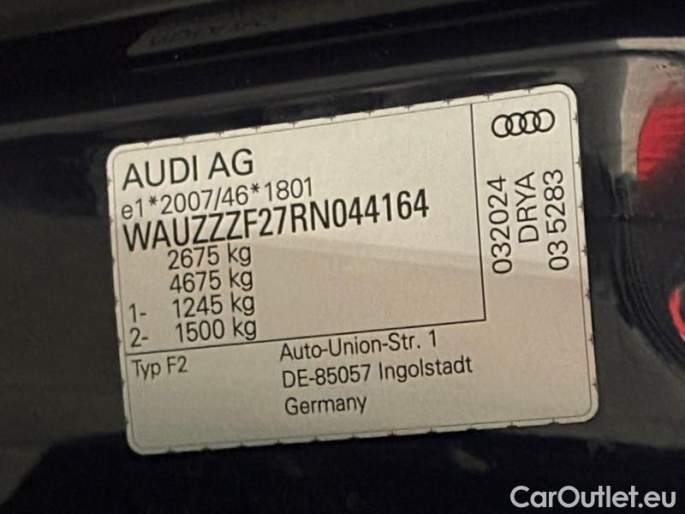 AUDI AG
e1*2007/46*1801
WAUZZZF27RN044164
2675 kg
4675 kg
1- 1245 kg
2- 1500 kg
Typ F2
Auto-Union-Str. 1
DE-85057 Ingolstadt
Germany
032024
DRYA
03 5283
CarOutlet.eu